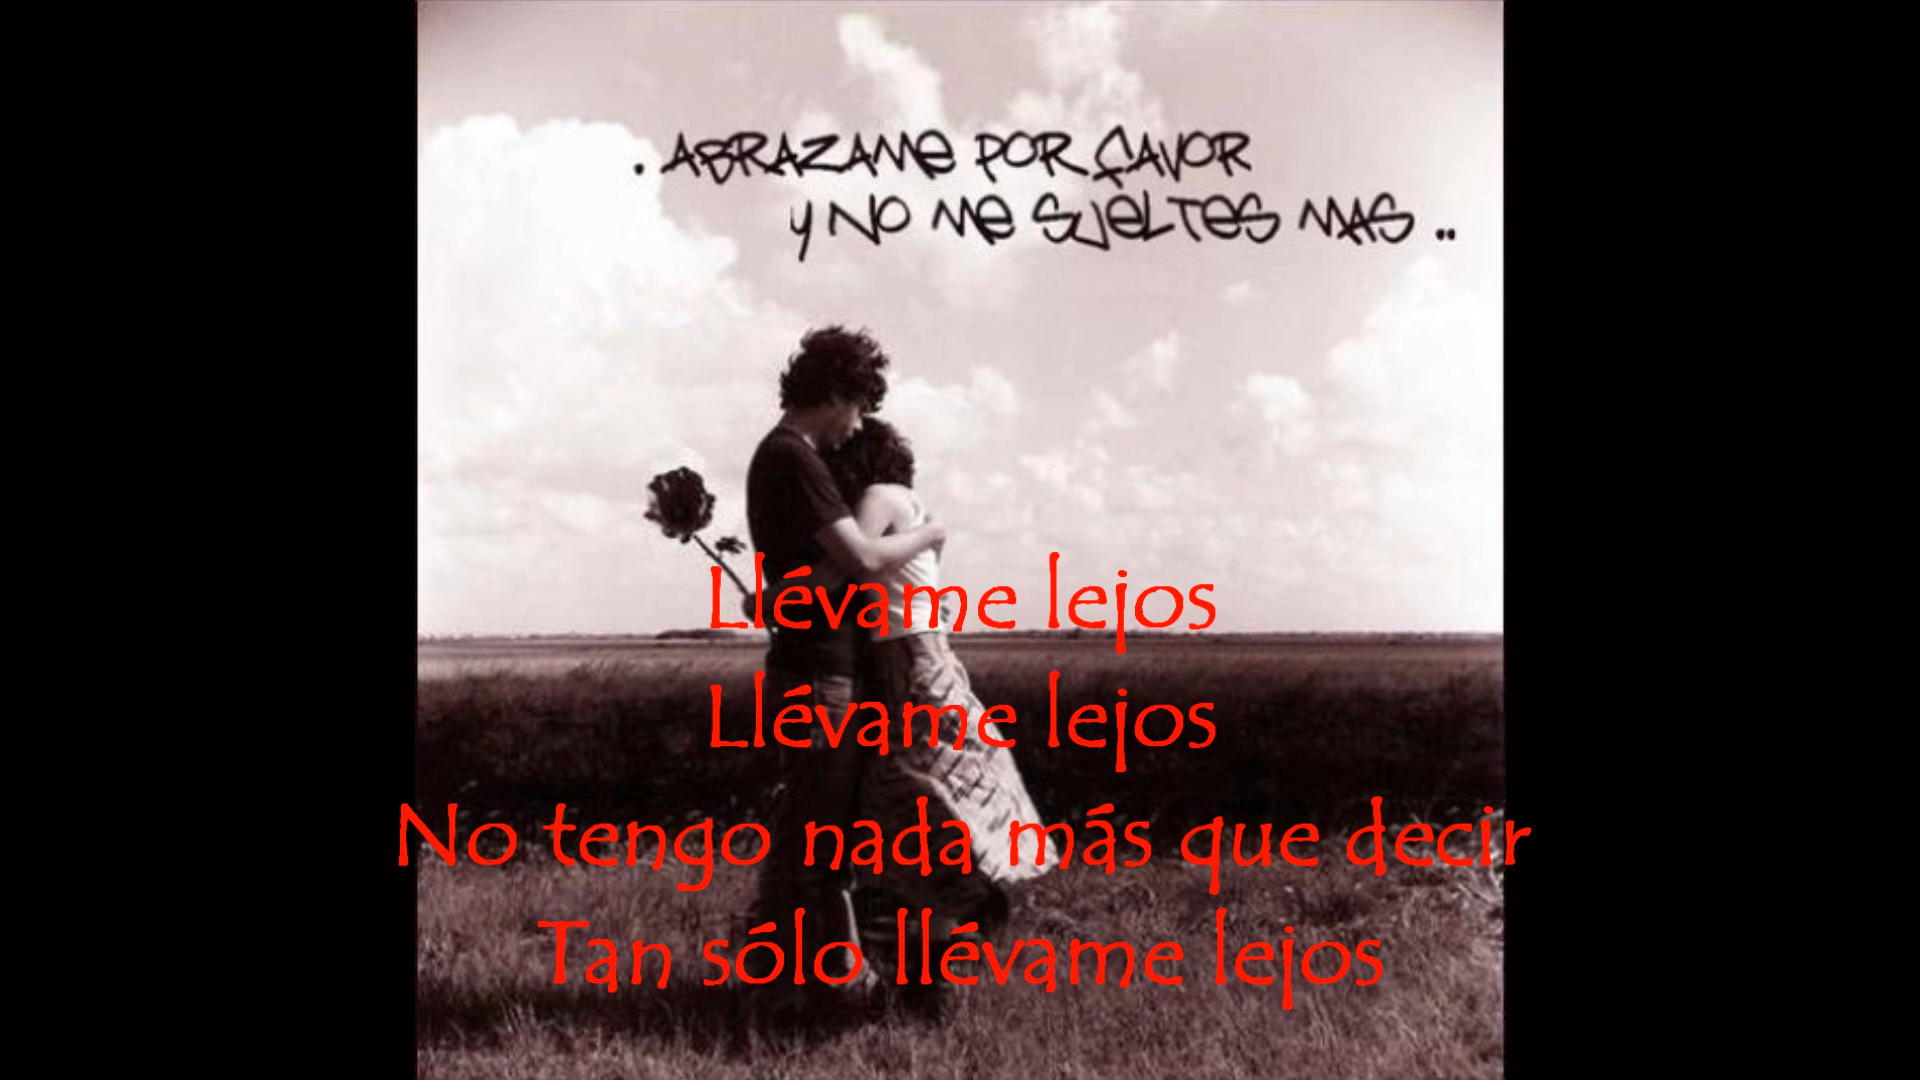 . ABRAZAME POR FAVOR
Y NO ME SUELTES MAS ..
Llévame lejos
Llévame lejos
No tengo nada más que decir
Tan sólo llévame lejos